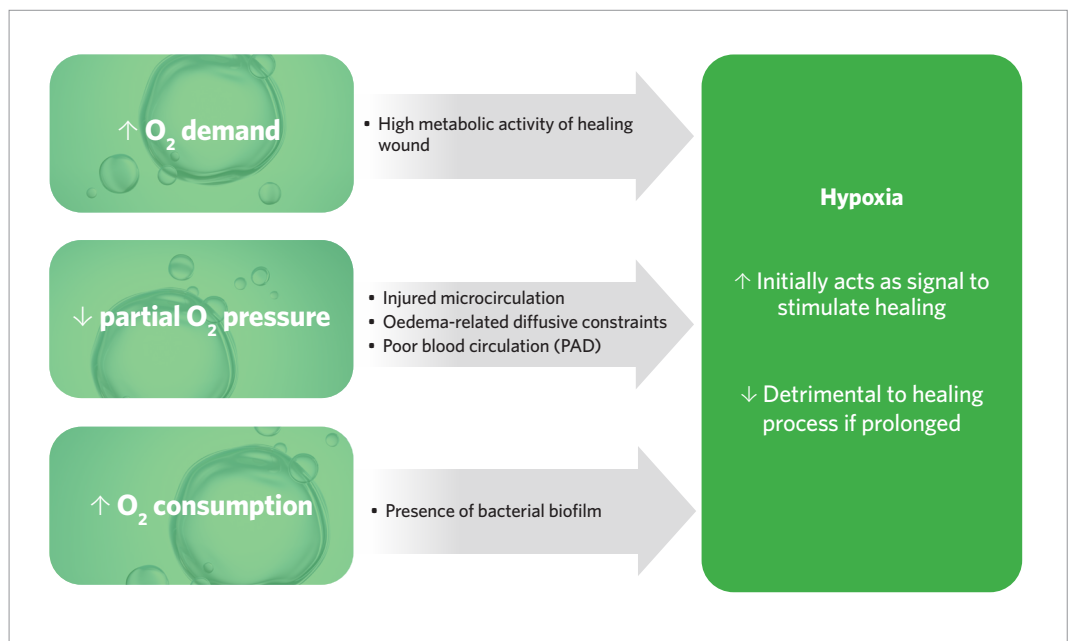 ↑ O₂ demand
• High metabolic activity of healing
wound
↓ partial O₂ pressure
• Injured microcirculation
• Oedema-related diffusive constraints
• Poor blood circulation (PAD)
↑ O₂ consumption
• Presence of bacterial biofilm
Hypoxia
↑ Initially acts as signal to
stimulate healing
↓ Detrimental to healing
process if prolonged